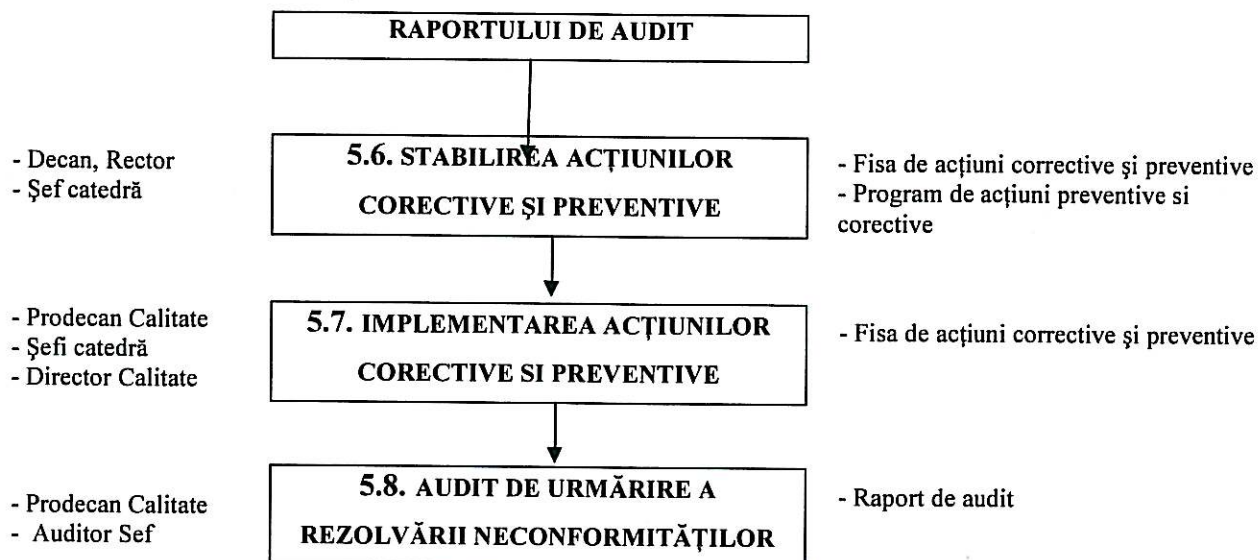 RAPORTULUI DE AUDIT
- Decan, Rector
- Şef catedră
5.6. STABILIREA ACŢIUNILOR
CORECTIVE ŞI PREVENTIVE
- Fisa de acţiuni corrective şi preventive
- Program de acţiuni preventive si
corective
- Prodecan Calitate
- Şefi catedră
- Director Calitate
5.7. IMPLEMENTAREA ACŢIUNILOR
CORECTIVE SI PREVENTIVE
- Fisa de acţiuni corrective şi preventive
- Prodecan Calitate
- Auditor Sef
5.8. AUDIT DE URMĂRIRE A
REZOLVĂRII NECONFORMITĂŢILOR
- Raport de audit